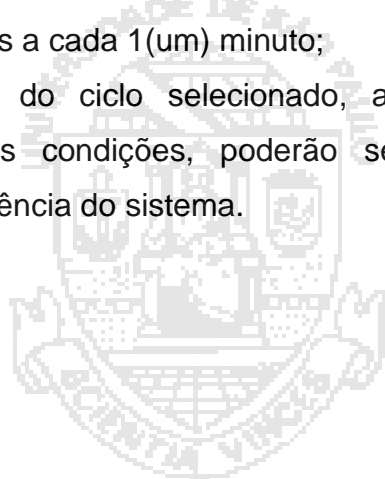 s a cada 1(um) minuto;
do ciclo selecionado, a
s condições, poderão se
ência do sistema.